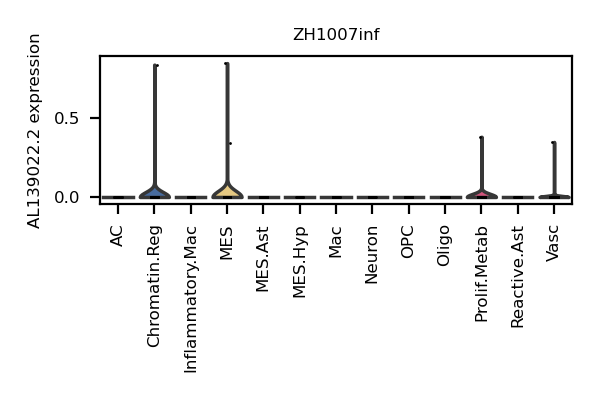 ZH1007inf
AL139022.2 expression
0.5
0.0
AC
Chromatin.Reg
Inflammatory.Mac
MES
MES.Ast
MES.Hyp
Mac
Neuron
OPC
Oligo
Prolif.Metab
Reactive.Ast
Vasc